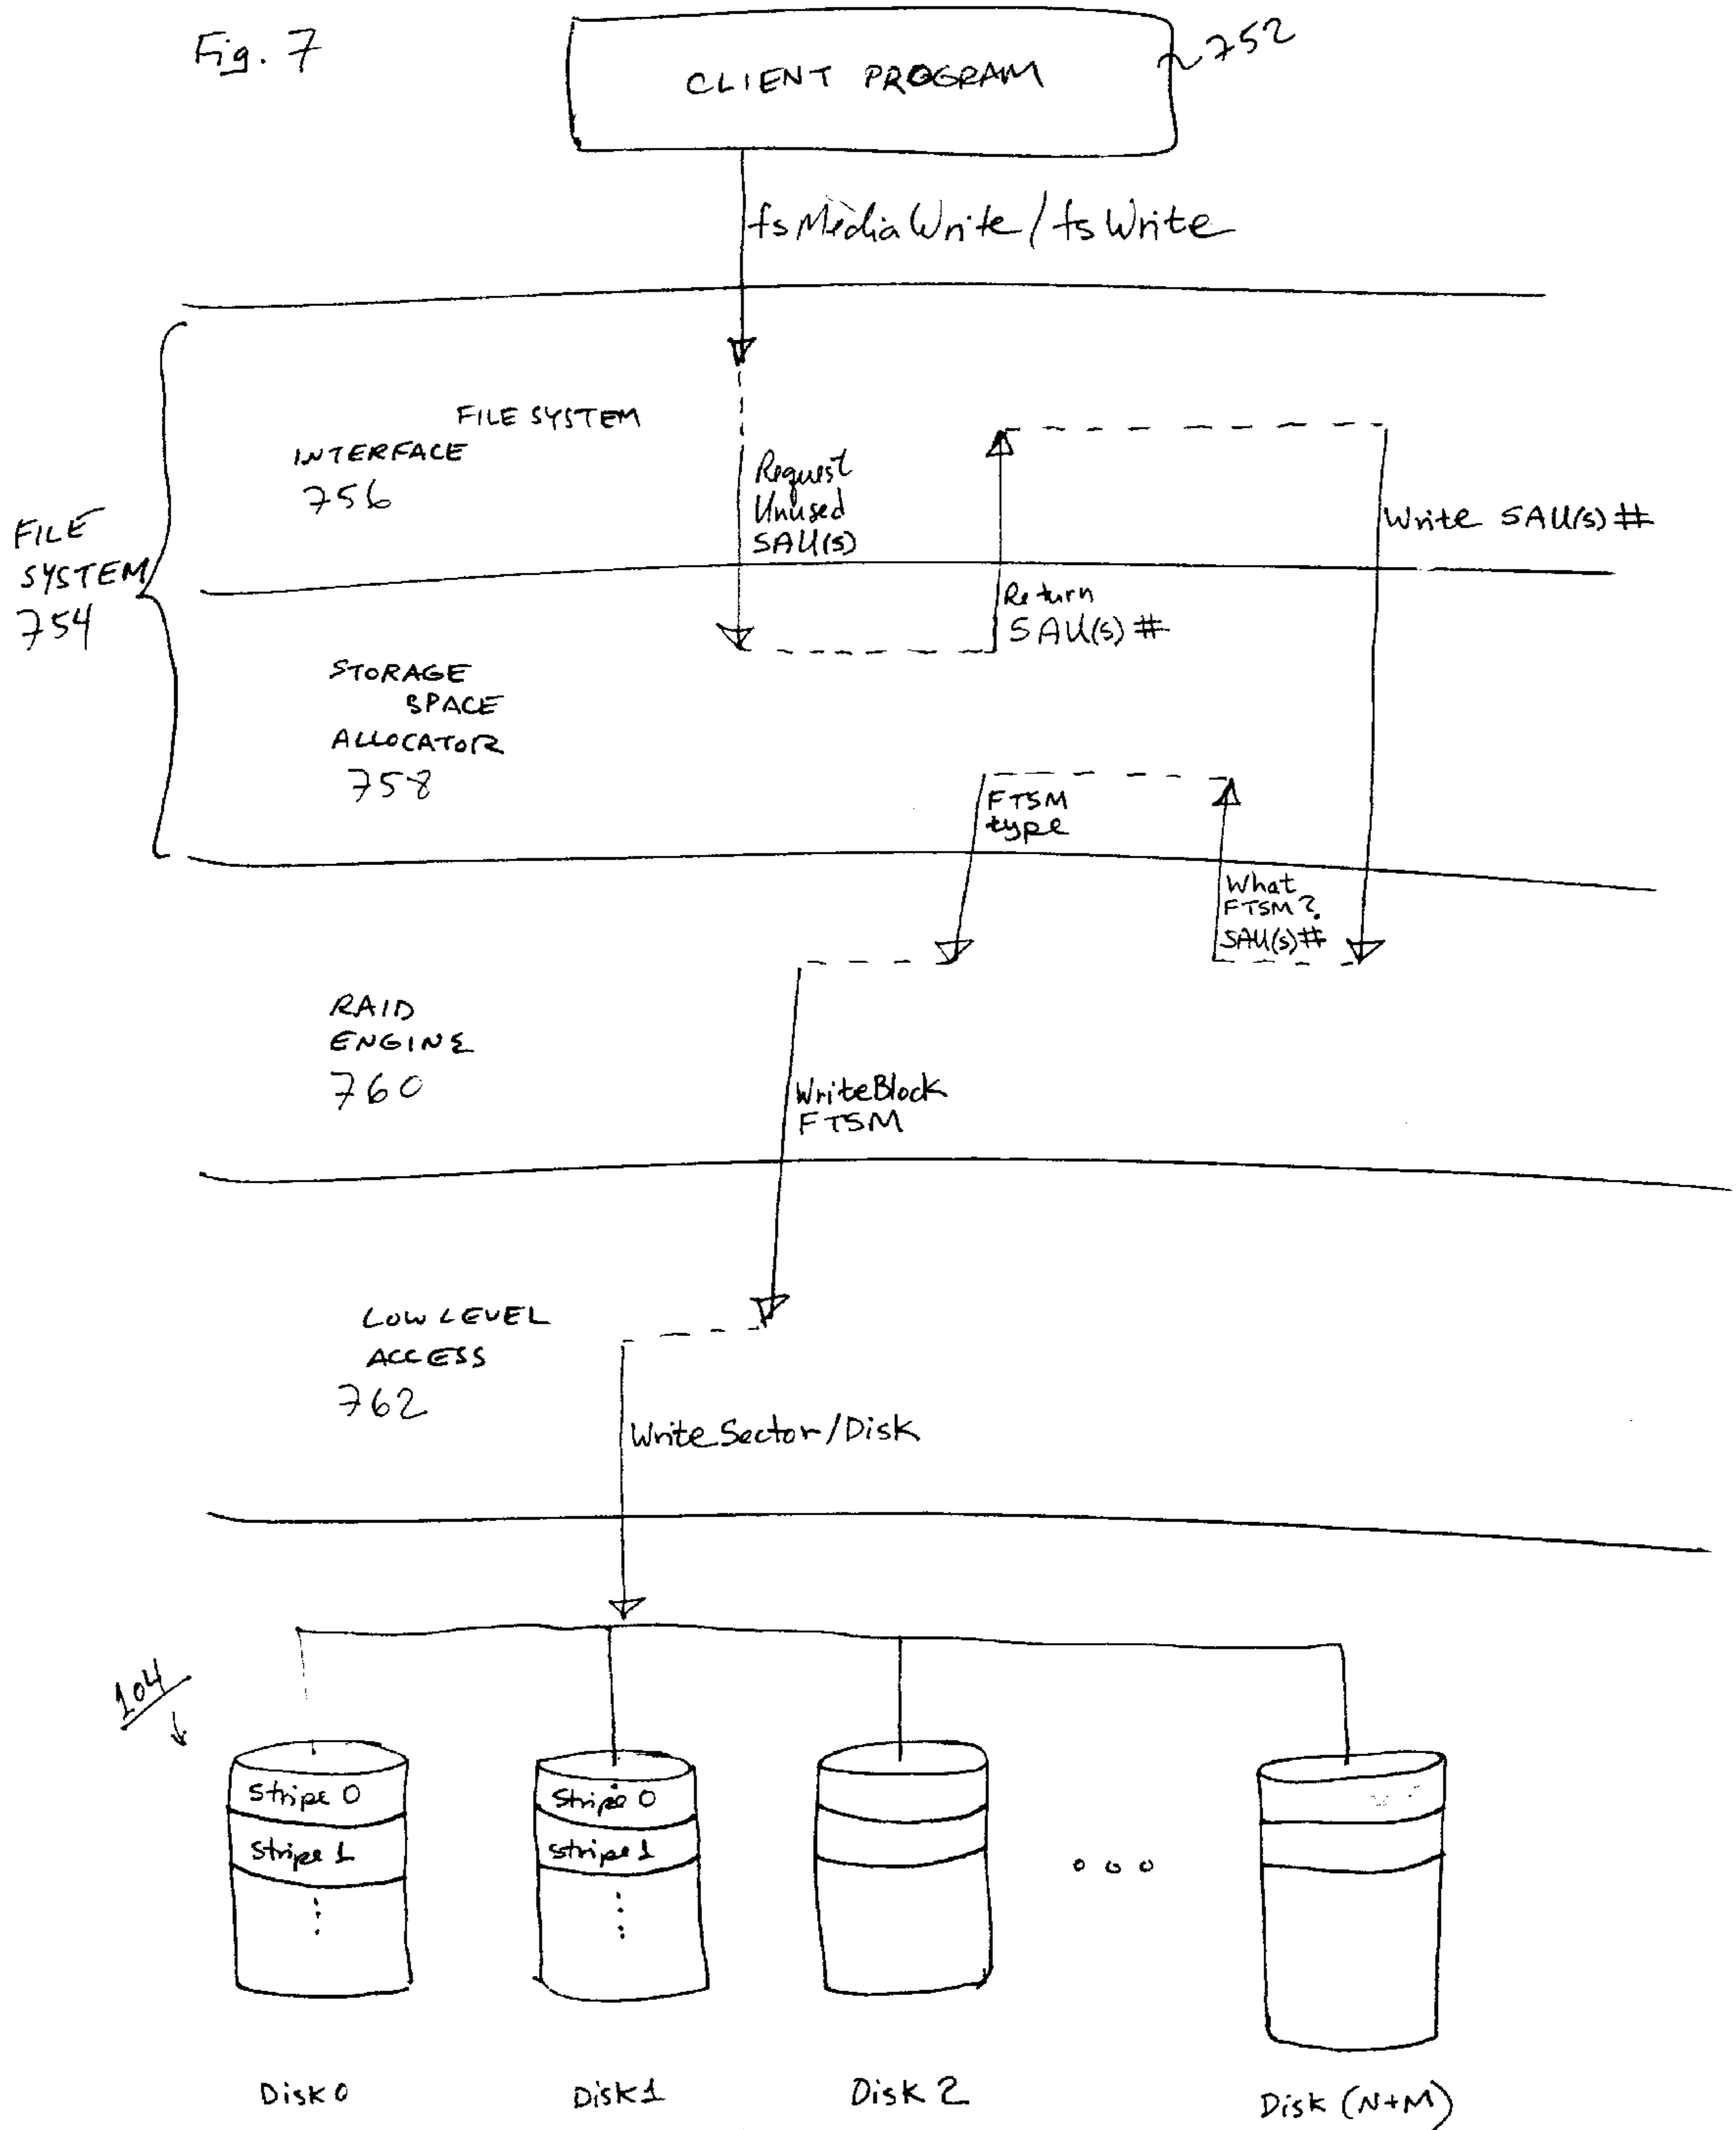 Fig. 7
CLIENT PROGRAM
752
fsMediaWrite/fsWrite
FILE SYSTEM
INTERFACE
756
Request
Unused
SAU(s)
Write SAU(s)#
FILE
SYSTEM
754
Return
SAU(s)#
STORAGE
SPACE
ALLOCATOR
758
FTSM
type
What
FTSM?
SAU(s)#
RAID
ENGINE
760
WriteBlock
FTSM
LOW LEVEL
ACCESS
762
WriteSector/Disk
104
Stripe 0
Stripe 0
Stripe 1
Stripe 1
Disk 0
Disk 1
Disk 2
Disk (N+M)